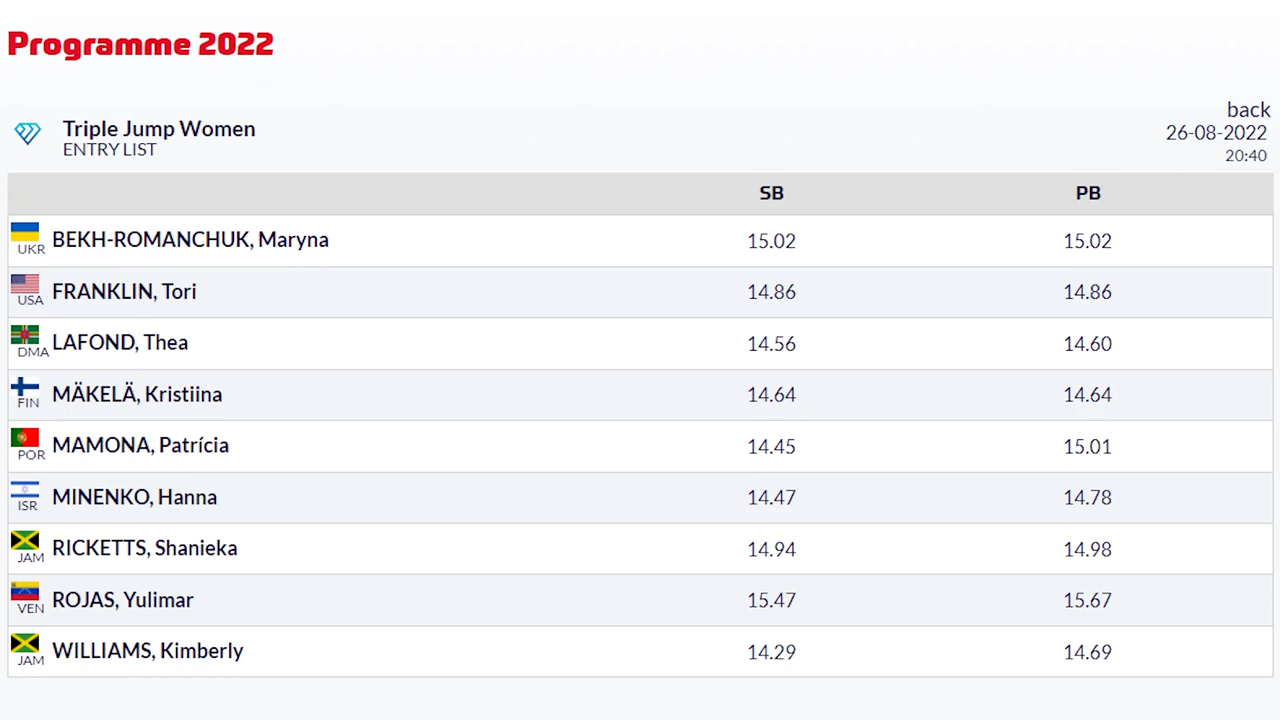 Programme 2022
back
Triple Jump Women 26-08-2022
ENTRY LIST 20:40
SB PB
UKR BEKH-ROMANCHUK, Maryna 15.02 15.02
USA FRANKLIN, Tori 14.86 14.86
DMA LAFOND, Thea 14.56 14.60
FIN MÄKELÄ, Kristiina 14.64 14.64
POR MAMONA, Patrícia 14.45 15.01
ISR MINENKO, Hanna 14.47 14.78
JAM RICKETTS, Shanieka 14.94 14.98
VEN ROJAS, Yulimar 15.47 15.67
JAM WILLIAMS, Kimberly 14.29 14.69